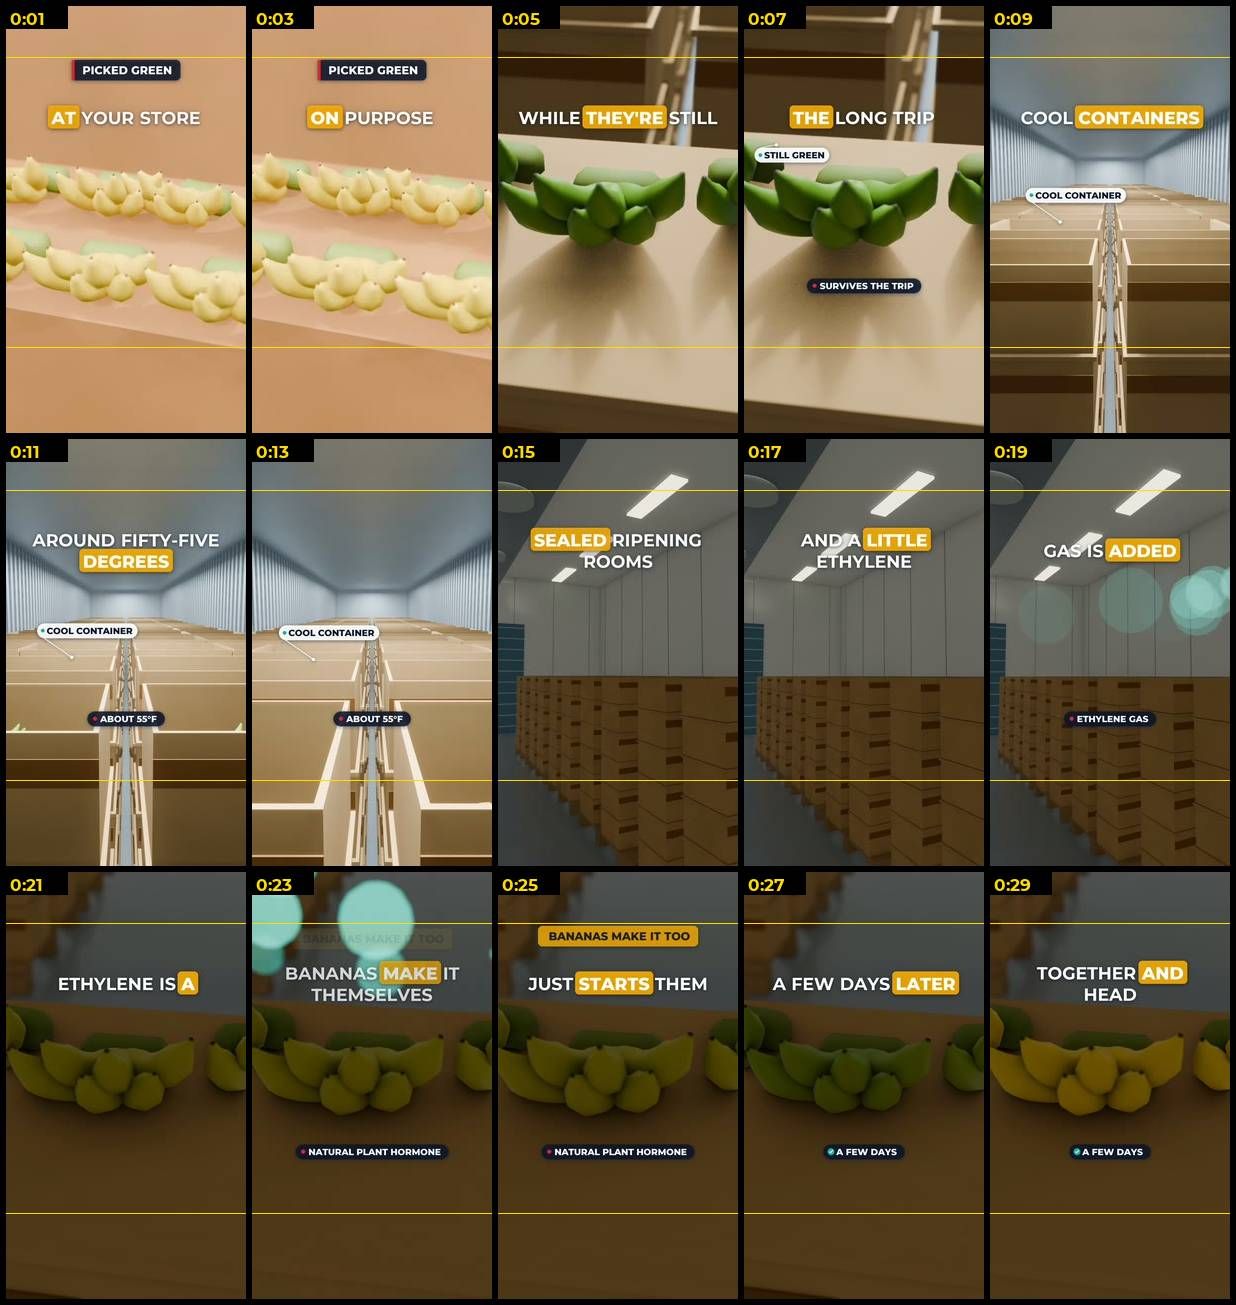 0:01
PICKED GREEN
AT YOUR STORE
0:03
PICKED GREEN
ON PURPOSE
0:05
WHILE THEY'RE STILL
0:07
THE LONG TRIP
STILL GREEN
SURVIVES THE TRIP
0:09
COOL CONTAINERS
COOL CONTAINER
0:11
AROUND FIFTY-FIVE
DEGREES
COOL CONTAINER
ABOUT 55°F
0:13
COOL CONTAINER
ABOUT 55°F
0:15
SEALED RIPENING
ROOMS
0:17
AND A LITTLE
ETHYLENE
0:19
GAS IS ADDED
ETHYLENE GAS
0:21
ETHYLENE IS A
0:23
BANANAS MAKE IT TOO
BANANAS MAKE IT
THEMSELVES
NATURAL PLANT HORMONE
0:25
BANANAS MAKE IT TOO
JUST STARTS THEM
NATURAL PLANT HORMONE
0:27
A FEW DAYS LATER
A FEW DAYS
0:29
TOGETHER AND
HEAD
A FEW DAYS